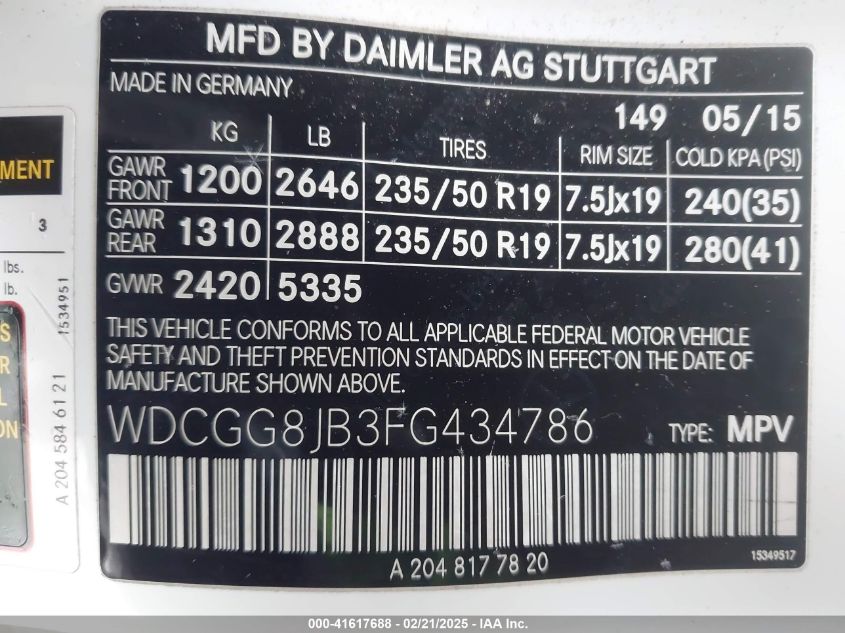 MFD BY DAIMLER AG STUTTGART
MADE IN GERMANY
149 05/15
KG LB TIRES RIM SIZE COLD KPA (PSI)
GAWR FRONT 1200 2646 235/50 R19 7.5Jx19 240(35)
GAWR REAR 1310 2888 235/50 R19 7.5Jx19 280(41)
GVWR 2420 5335
THIS VEHICLE CONFORMS TO ALL APPLICABLE FEDERAL MOTOR VEHICLE
SAFETY AND THEFT PREVENTION STANDARDS IN EFFECT ON THE DATE OF
MANUFACTURE SHOWN ABOVE.
WDCGG8JB3FG434786 TYPE: MPV
A 204 817 78 20
15349517
MENT
3
lbs.
lb.
S
R
L
ON
A 204 584 61 21
1534951
000-41617688 - 02/21/2025 - IAA Inc.